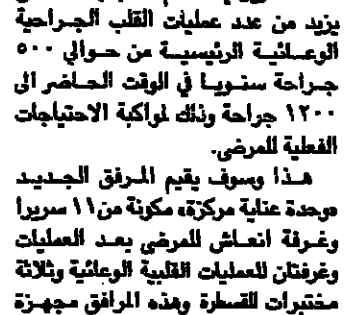 يزيد من عدد عمليات القلب الجراحية
الوعائية الرئيسية من حوالي ٥٠٠
جراحة سنويا في الوقت الحاضر الى
١٢٠٠ جراحة وذلك لمواكبة الاحتياجات
الفعلية للمرضى.
هذا وسوف يقيم المرفق الجديد
«وحدة عناية مركزة» مكونة من ١١ سريرا
وغرفة انعاش للمرضى بعد العمليات
وغرفتان للعمليات القلبية الوعائية وثلاثة
مختبرات للقسطرة وهذه المرافق مجهزة